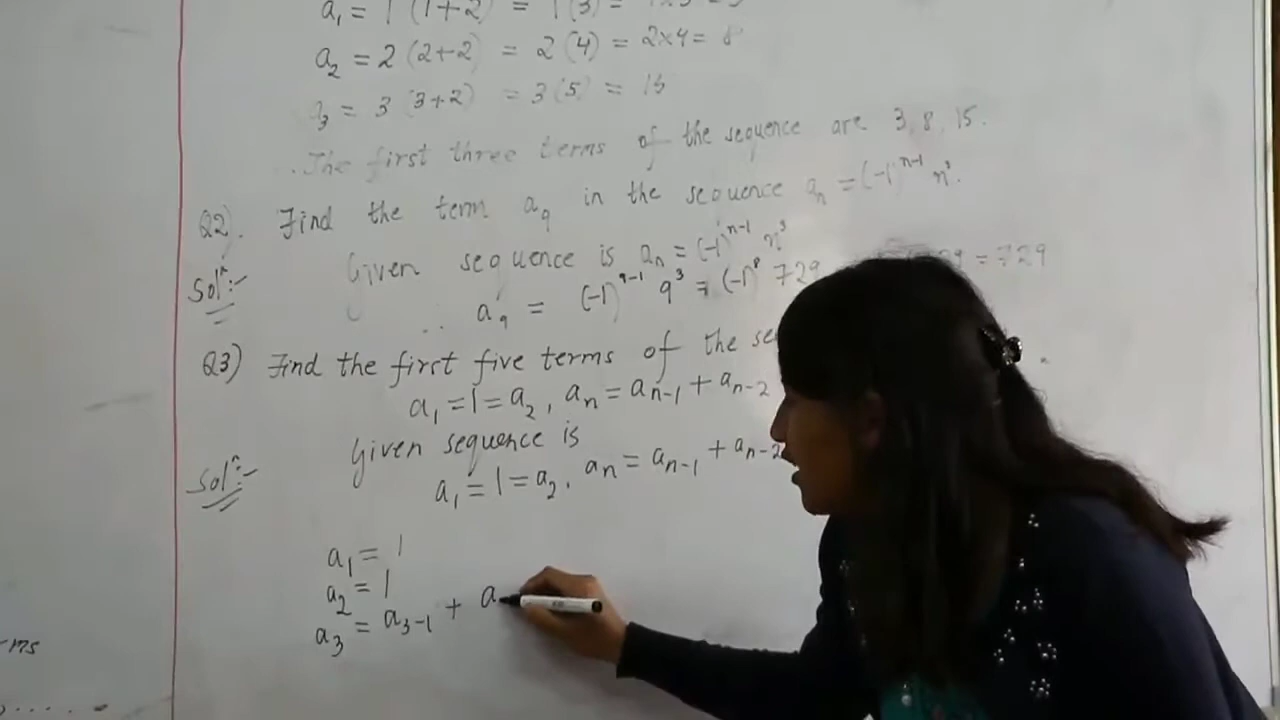 a₁ = 1 (1+2) = 1(3) =
a₂ = 2 (2+2) = 2(4) = 2×4 = 8
a₃ = 3 (3+2) = 3(5) = 15
The first three terms of the sequence are 3, 8, 15.
Q2). Find the term a₉ in the sequence aₙ = (-1)ⁿ⁻¹ n³.
Solⁿ:- Given sequence is aₙ = (-1)ⁿ⁻¹ n³
∴ a₉ = (-1)⁹⁻¹ 9³ = (-1)⁸ 729 = 729
Q3) Find the first five terms of the
a₁ = 1 = a₂, aₙ = aₙ₋₁ + aₙ₋₂
Solⁿ:- Given sequence is
a₁ = 1 = a₂, aₙ = aₙ₋₁ + aₙ₋₂
a₁ = 1
a₂ = 1
a₃ = a₃₋₁ + a